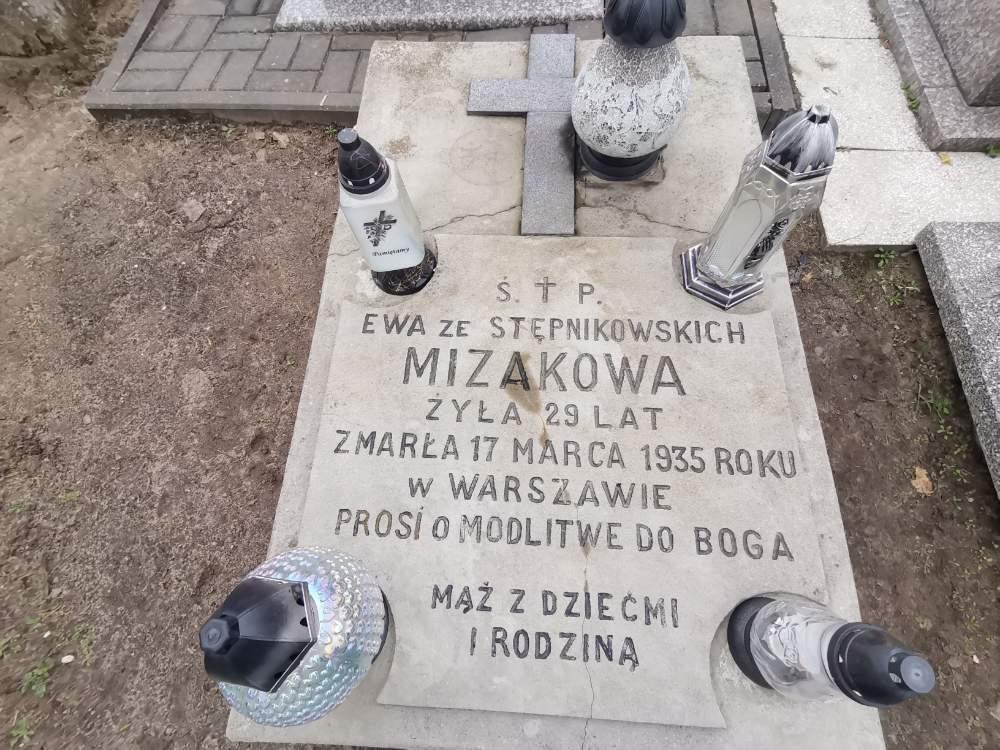 Pamiętamy
Ś. † P.
EWA ZE STĘPNIKOWSKICH
MIZAKOWA
ŻYŁA 29 LAT
ZMARŁA 17 MARCA 1935 ROKU
W WARSZAWIE
PROSI O MODLITWE DO BOGA
MĄŻ Z DZIEĆMI
I RODZINĄ